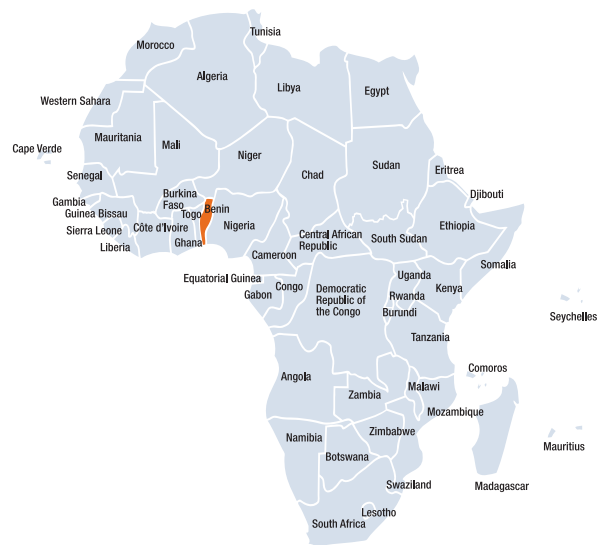 Tunisia
Morocco
Algeria
Libya
Egypt
Western Sahara
Mauritania
Mali
Cape Verde
Niger
Chad
Sudan
Eritrea
Senegal
Djibouti
Gambia
Burkina
Faso
Benin
Guinea Bissau
Togo
Sierra Leone
Côte d'Ivoire
Nigeria
Ethiopia
Central African
Republic
South Sudan
Ghana
Liberia
Cameroon
Somalia
Equatorial Guinea
Uganda
Congo
Democratic
Republic of
the Congo
Kenya
Gabon
Rwanda
Burundi
Seychelles
Tanzania
Comoros
Angola
Malawi
Zambia
Mozambique
Zimbabwe
Namibia
Mauritius
Botswana
Swaziland
Madagascar
Lesotho
South Africa